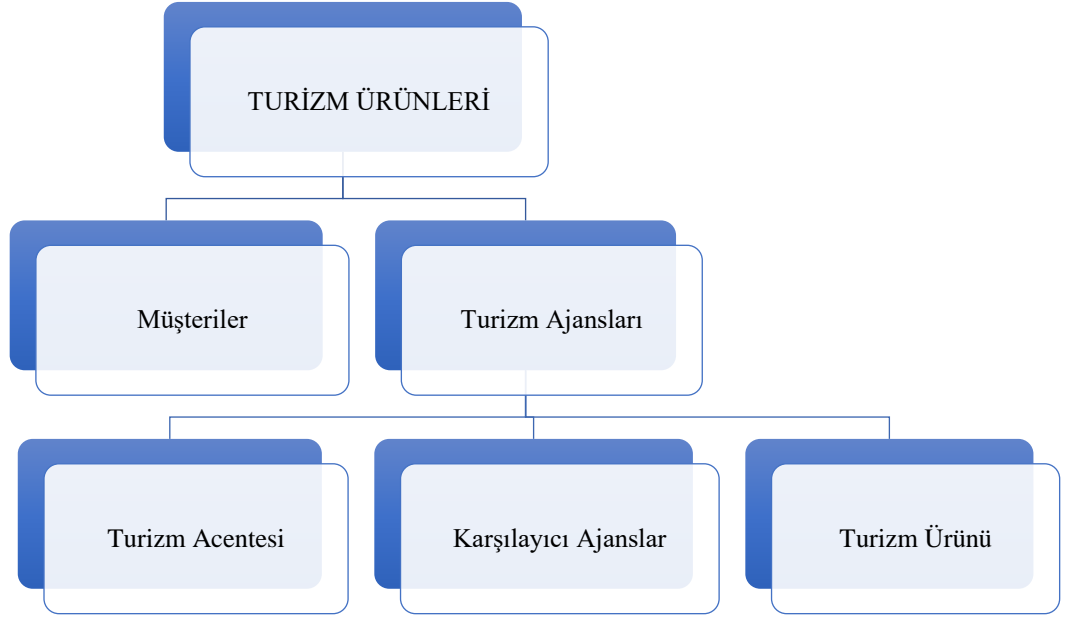 TURİZM ÜRÜNLERİ
Müşteriler
Turizm Ajansları
Turizm Acentesi
Karşılayıcı Ajanslar
Turizm Ürünü